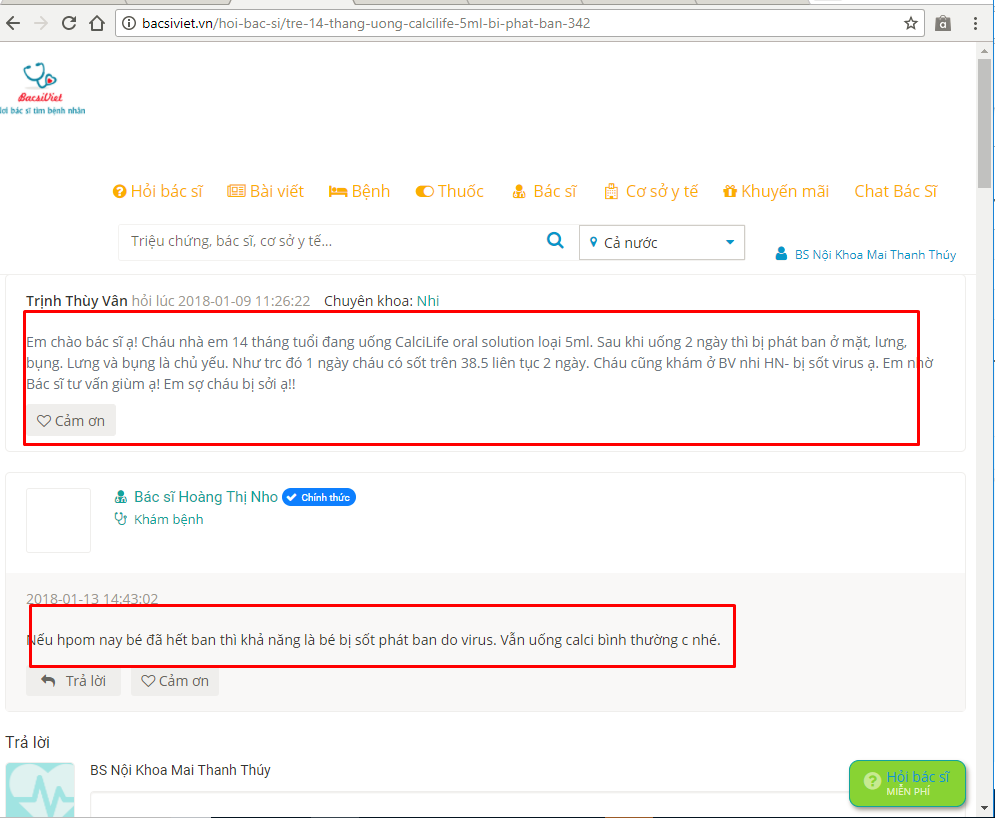 bacsiviet.vn/hoi-bac-si/tre-14-thang-uong-calcilife-5ml-bi-phat-ban-342
BacsiViet
ơi bác sĩ tìm bệnh nhân
Hỏi bác sĩ Bài viết Bệnh Thuốc Bác sĩ Cơ sở y tế Khuyến mãi Chat Bác Sĩ
Triệu chứng, bác sĩ, cơ sở y tế... Cả nước BS Nội Khoa Mai Thanh Thúy
Trịnh Thùy Vân hỏi lúc 2018-01-09 11:26:22 Chuyên khoa: Nhi
Em chào bác sĩ ạ! Cháu nhà em 14 tháng tuổi đang uống CalciLife oral solution loại 5ml. Sau khi uống 2 ngày thì bị phát ban ở mặt, lưng,
bụng. Lưng và bụng là chủ yếu. Như trc đó 1 ngày cháu có sốt trên 38.5 liên tục 2 ngày. Cháu cũng khám ở BV nhi HN- bị sốt virus ạ. Em nhờ
Bác sĩ tư vấn giùm ạ! Em sợ cháu bị sởi ạ!!
Cảm ơn
Bác sĩ Hoàng Thị Nho Chính thức
Khám bệnh
2018-01-13 14:43:02
Nếu hpom nay bé đã hết ban thì khả năng là bé bị sốt phát ban do virus. Vẫn uống calci bình thường c nhé.
Trả lời Cảm ơn
Trả lời
BS Nội Khoa Mai Thanh Thúy
Hỏi bác sĩ
MIỄN PHÍ